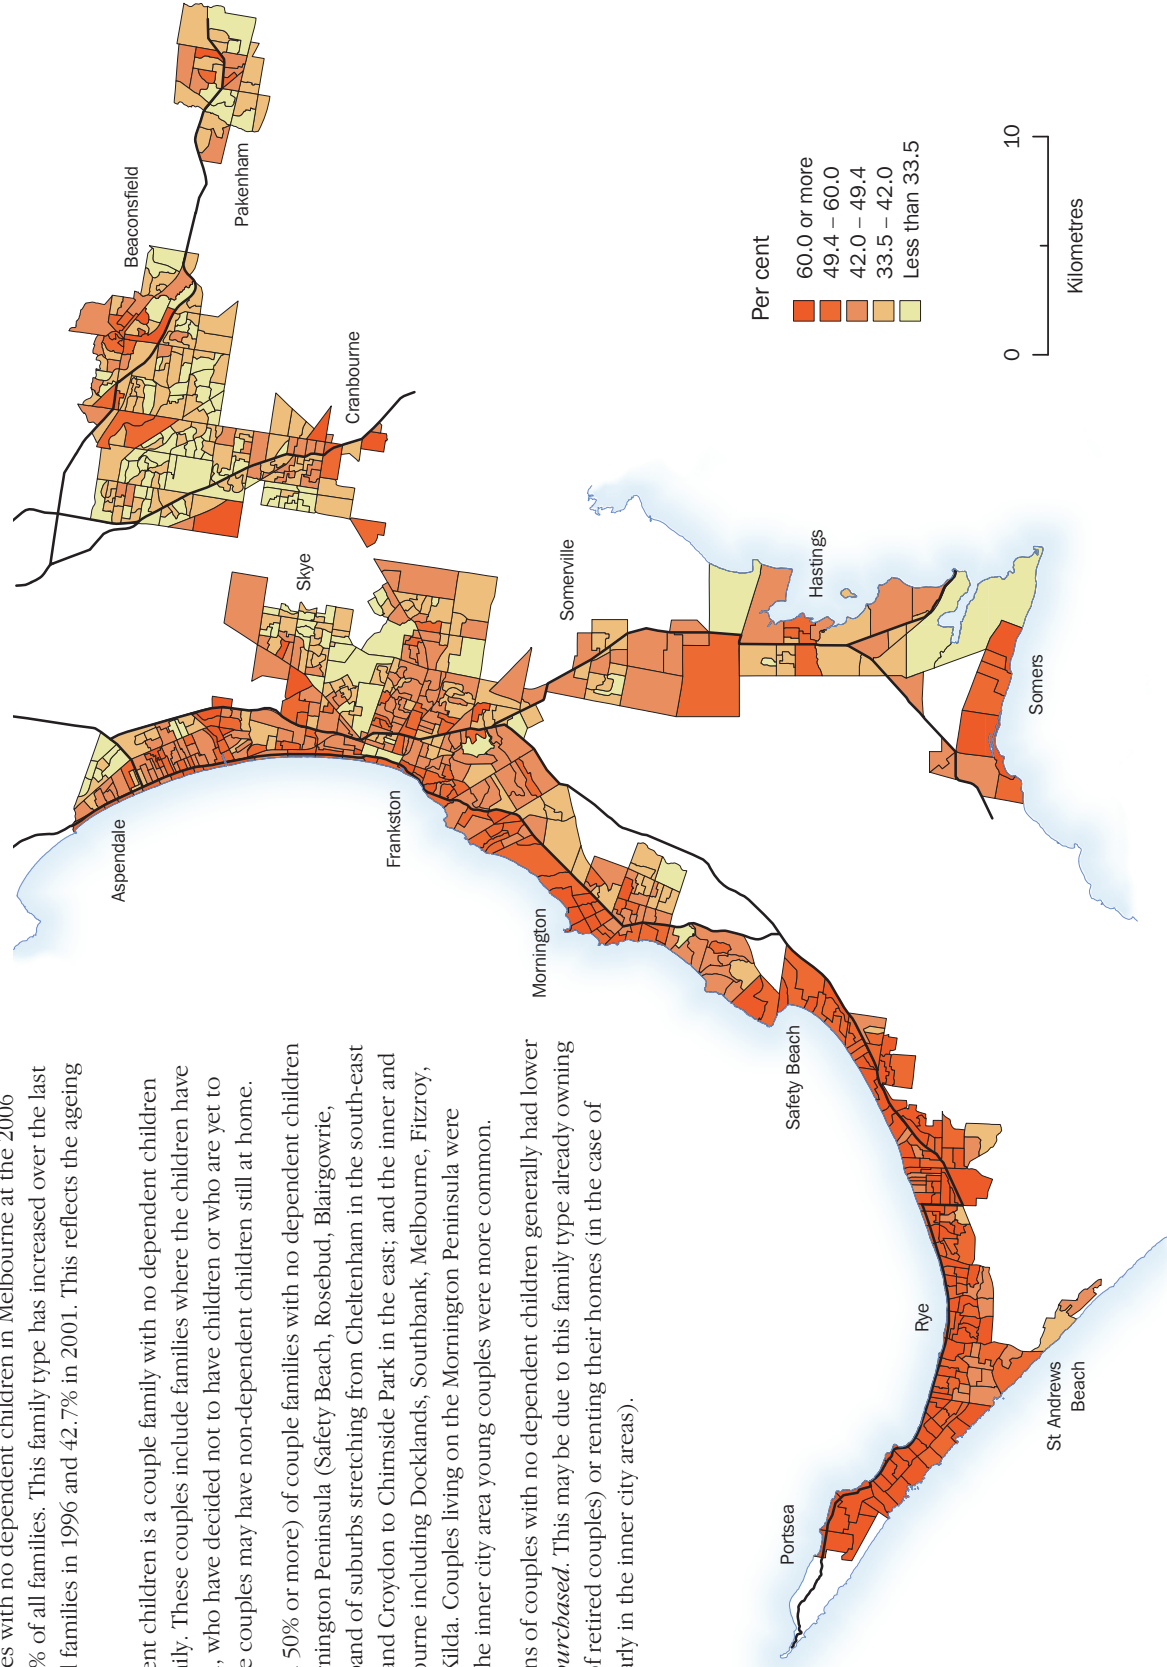 es with no dependent children in Melbourne at the 2006
% of all families. This family type has increased over the last
l families in 1996 and 42.7% in 2001. This reflects the ageing
ent children is a couple family with no dependent children
ily. These couples include families where the children have
, who have decided not to have children or who are yet to
e couples may have non-dependent children still at home.
50% or more) of couple families with no dependent children
rnington Peninsula (Safety Beach, Rosebud, Blairgowrie,
band of suburbs stretching from Cheltenham in the south-east
and Croydon to Chirnside Park in the east; and the inner and
ourne including Docklands, Southbank, Melbourne, Fitzroy,
Kilda. Couples living on the Mornington Peninsula were
he inner city area young couples were more common.
ns of couples with no dependent children generally had lower
purchased. This may be due to this family type already owning
of retired couples) or renting their homes (in the case of
arly in the inner city areas).
Beaconsfield
Pakenham
Cranbourne
Skye
Aspendale
Frankston
Somerville
Hastings
Mornington
Somers
Safety Beach
Rye
Portsea
St Andrews
Beach
Per cent
60.0 or more
49.4 – 60.0
42.0 – 49.4
33.5 – 42.0
Less than 33.5
0
10
Kilometres